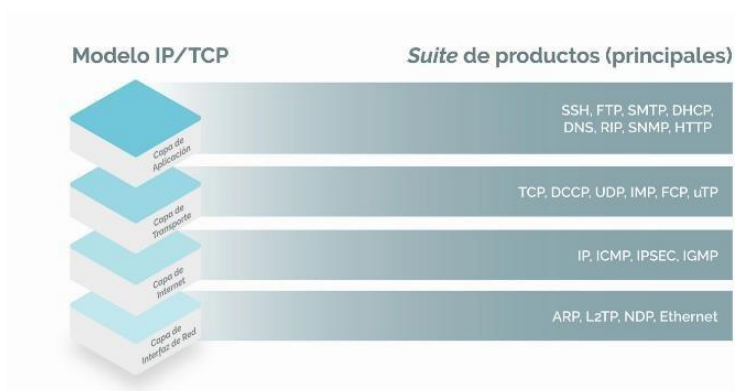 Modelo IP/TCP
Suite de productos (principales)
Capa de
Aplicación
SSH, FTP, SMTP, DHCP,
DNS, RIP, SNMP, HTTP
Capa de
Transporte
TCP, DCCP, UDP, IMP, FCP, uTP
Capa de
Internet
IP, ICMP, IPSEC, IGMP
Capa de
Interfaz de Red
ARP, L2TP, NDP, Ethernet